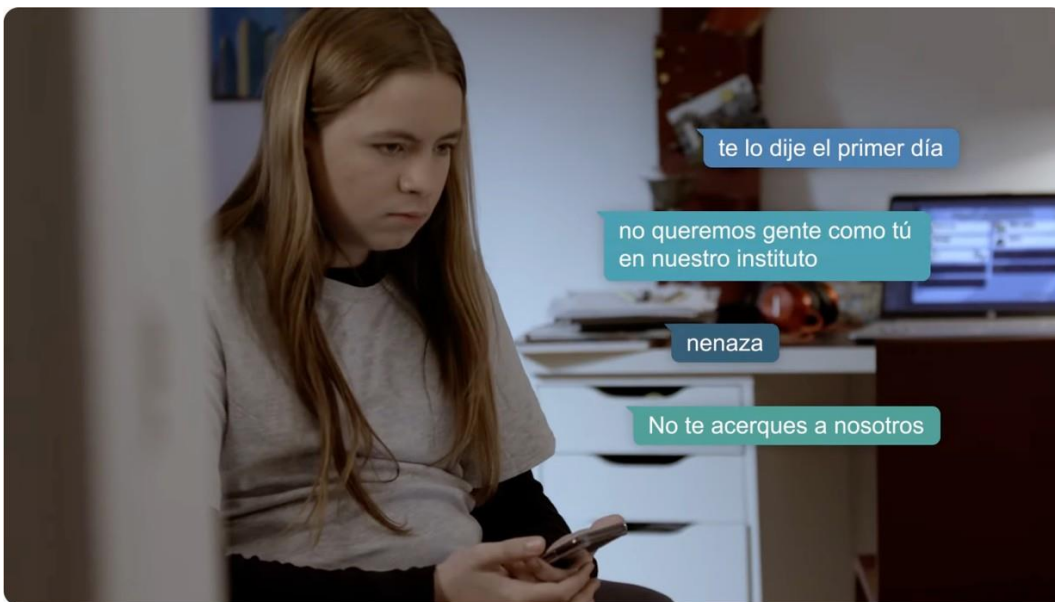 te lo dije el primer día
no queremos gente como tú
en nuestro instituto
nenaza
No te acerques a nosotros